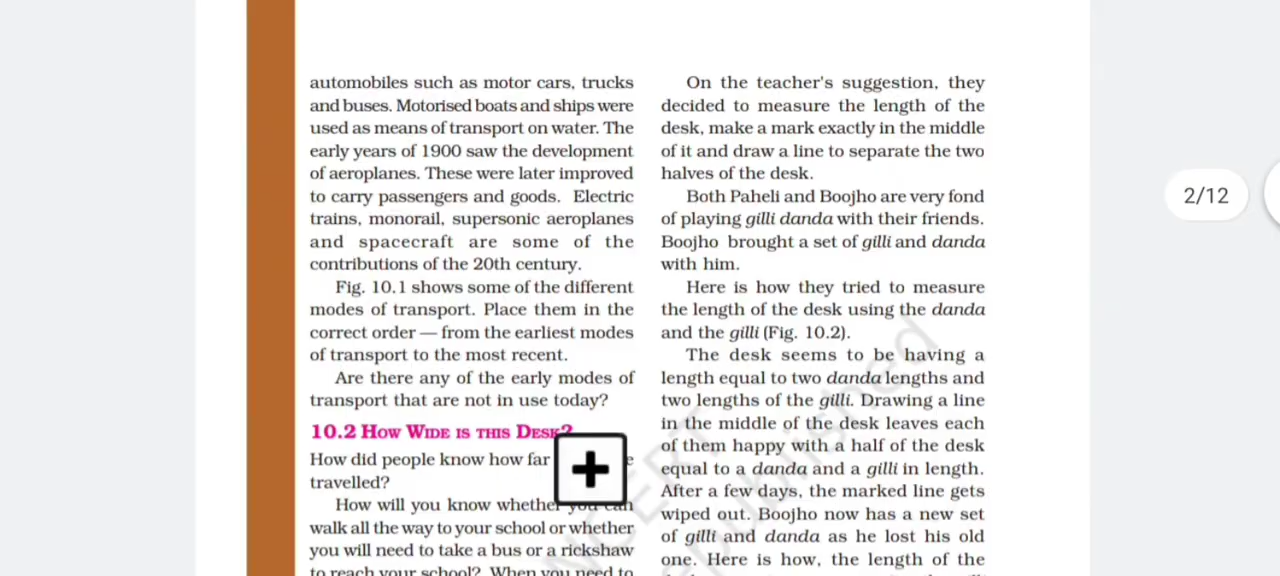 automobiles such as motor cars, trucks
and buses. Motorised boats and ships were
used as means of transport on water. The
early years of 1900 saw the development
of aeroplanes. These were later improved
to carry passengers and goods. Electric
trains, monorail, supersonic aeroplanes
and spacecraft are some of the
contributions of the 20th century.
Fig. 10.1 shows some of the different
modes of transport. Place them in the
correct order — from the earliest modes
of transport to the most recent.
Are there any of the early modes of
transport that are not in use today?
10.2 HOW WIDE IS THIS DESK?
How did people know how far
travelled?
How will you know whether you can
walk all the way to your school or whether
you will need to take a bus or a rickshaw
to reach your school? When you need to
On the teacher's suggestion, they
decided to measure the length of the
desk, make a mark exactly in the middle
of it and draw a line to separate the two
halves of the desk.
Both Paheli and Boojho are very fond
of playing gilli danda with their friends.
Boojho brought a set of gilli and danda
with him.
Here is how they tried to measure
the length of the desk using the danda
and the gilli (Fig. 10.2).
The desk seems to be having a
length equal to two danda lengths and
two lengths of the gilli. Drawing a line
in the middle of the desk leaves each
of them happy with a half of the desk
equal to a danda and a gilli in length.
After a few days, the marked line gets
wiped out. Boojho now has a new set
of gilli and danda as he lost his old
one. Here is how, the length of the
2/12
NCERT
published